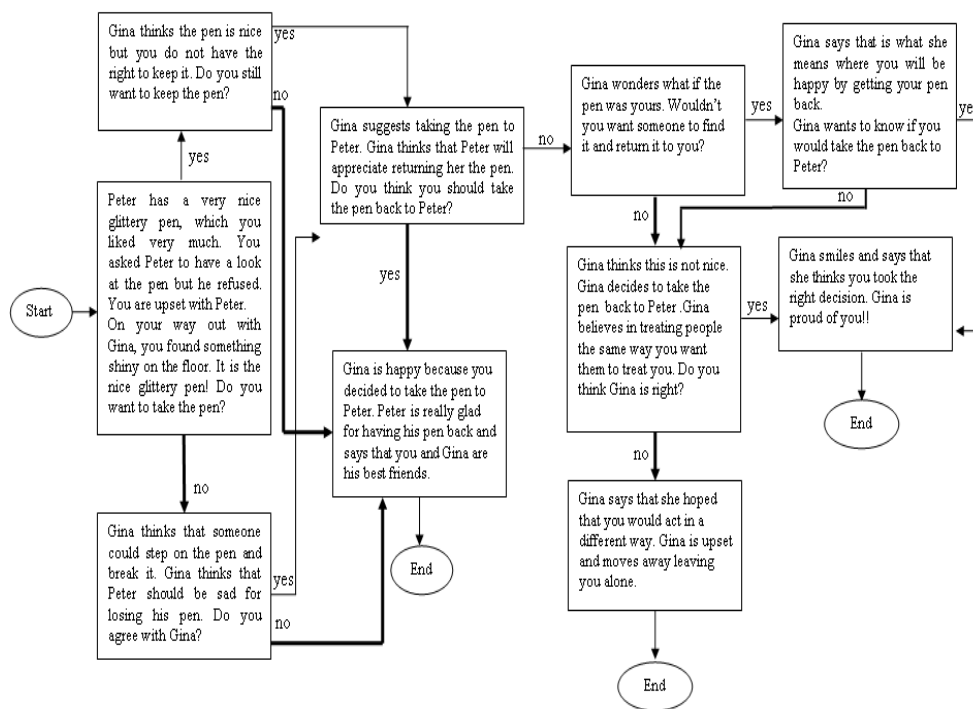 Gina thinks the pen is nice
but you do not have the
right to keep it. Do you still
want to keep the pen?
yes
no
yes
Start
Peter has a very nice
glittery pen, which you
liked very much. You
asked Peter to have a look
at the pen but he refused.
You are upset with Peter.
On your way out with
Gina, you found something
shiny on the floor. It is the
nice glittery pen! Do you
want to take the pen?
no
Gina thinks that someone
could step on the pen and
break it. Gina thinks that
Peter should be sad for
losing his pen. Do you
agree with Gina?
yes
no
Gina suggests taking the pen to
Peter. Gina thinks that Peter will
appreciate returning her the pen.
Do you think you should take
the pen back to Peter?
no
yes
Gina is happy because you
decided to take the pen to
Peter. Peter is really glad
for having his pen back and
says that you and Gina are
his best friends.
End
Gina wonders what if the
pen was yours. Wouldn't
you want someone to find
it and return it to you?
yes
no
Gina says that is what she
means where you will be
happy by getting your pen
back.
Gina wants to know if you
would take the pen back to
Peter?
no
Gina thinks this is not nice.
Gina decides to take the
pen back to Peter .Gina
believes in treating people
the same way you want
them to treat you. Do you
think Gina is right?
yes
no
Gina smiles and says that
she thinks you took the
right decision. Gina is
proud of you!!
End
Gina says that she hoped
that you would act in a
different way. Gina is upset
and moves away leaving
you alone.
End